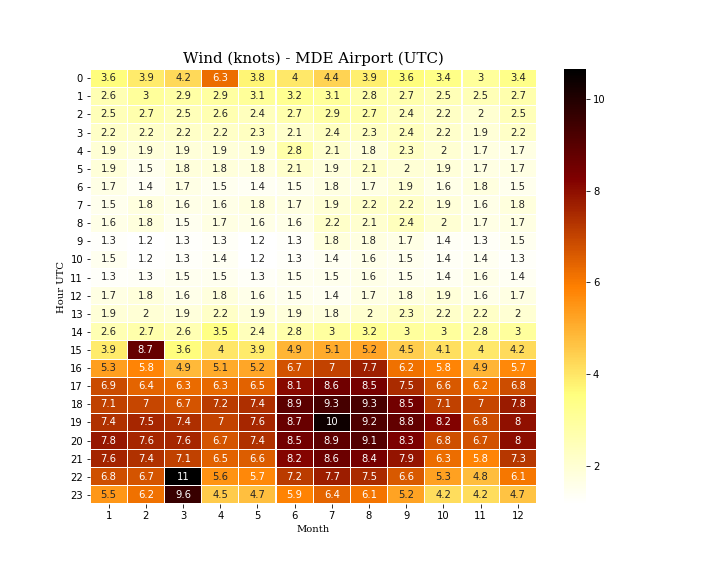 Wind (knots) - MDE Airport (UTC)
0 3.6 3.9 4.2 6.3 3.8 4 4.4 3.9 3.6 3.4 3 3.4
1 2.6 3 2.9 2.9 3.1 3.2 3.1 2.8 2.7 2.5 2.5 2.7
2 2.5 2.7 2.5 2.6 2.4 2.7 2.9 2.7 2.4 2.2 2 2.5
3 2.2 2.2 2.2 2.2 2.3 2.1 2.4 2.3 2.4 2.2 1.9 2.2
4 1.9 1.9 1.9 1.9 1.9 2.8 2.1 1.8 2.3 2 1.7 1.7
5 1.9 1.5 1.8 1.8 1.8 2.1 1.9 2.1 2 1.9 1.7 1.7
6 1.7 1.4 1.7 1.5 1.4 1.5 1.8 1.7 1.9 1.6 1.8 1.5
7 1.5 1.8 1.6 1.6 1.8 1.7 1.9 2.2 2.2 1.9 1.6 1.8
8 1.6 1.8 1.5 1.7 1.6 1.6 2.2 2.1 2.4 2 1.7 1.7
9 1.3 1.2 1.3 1.3 1.2 1.3 1.8 1.8 1.7 1.4 1.3 1.5
10 1.5 1.2 1.3 1.4 1.2 1.3 1.4 1.6 1.5 1.4 1.4 1.3
11 1.3 1.3 1.5 1.5 1.3 1.5 1.5 1.6 1.5 1.4 1.6 1.4
12 1.7 1.8 1.6 1.8 1.6 1.5 1.4 1.7 1.8 1.9 1.6 1.7
13 1.9 2 1.9 2.2 1.9 1.9 1.8 2 2.2 2.2 2.2 2
14 2.6 2.7 2.6 3.5 2.4 2.8 3 3.2 3 3 2.8 3
15 3.9 8.7 3.6 4 3.9 4.9 5.1 5.2 4.5 4.1 4 4.2
16 5.3 5.8 4.9 5.1 5.2 6.7 7 7.7 6.2 5.8 4.9 5.7
17 6.9 6.4 6.3 6.3 6.5 8.1 8.6 8.5 7.5 6.6 6.2 6.8
18 7.1 7 6.7 7.2 7.4 8.9 9.3 9.3 8.5 7.1 7 7.8
19 7.4 7.5 7.4 7 7.6 8.7 10 9.2 8.8 8.2 6.8 8
20 7.8 7.6 7.6 6.7 7.4 8.5 8.9 9.1 8.3 6.8 6.7 8
21 7.6 7.4 7.1 6.5 6.6 8.2 8.6 8.4 7.9 6.3 5.8 7.3
22 6.8 6.7 11 5.6 5.7 7.2 7.7 7.5 6.6 5.3 4.8 6.1
23 5.5 6.2 9.6 4.5 4.7 5.9 6.4 6.1 5.2 4.2 4.2 4.7
1 2 3 4 5 6 7 8 9 10 11 12
Month
Hour UTC
10
8
6
4
2